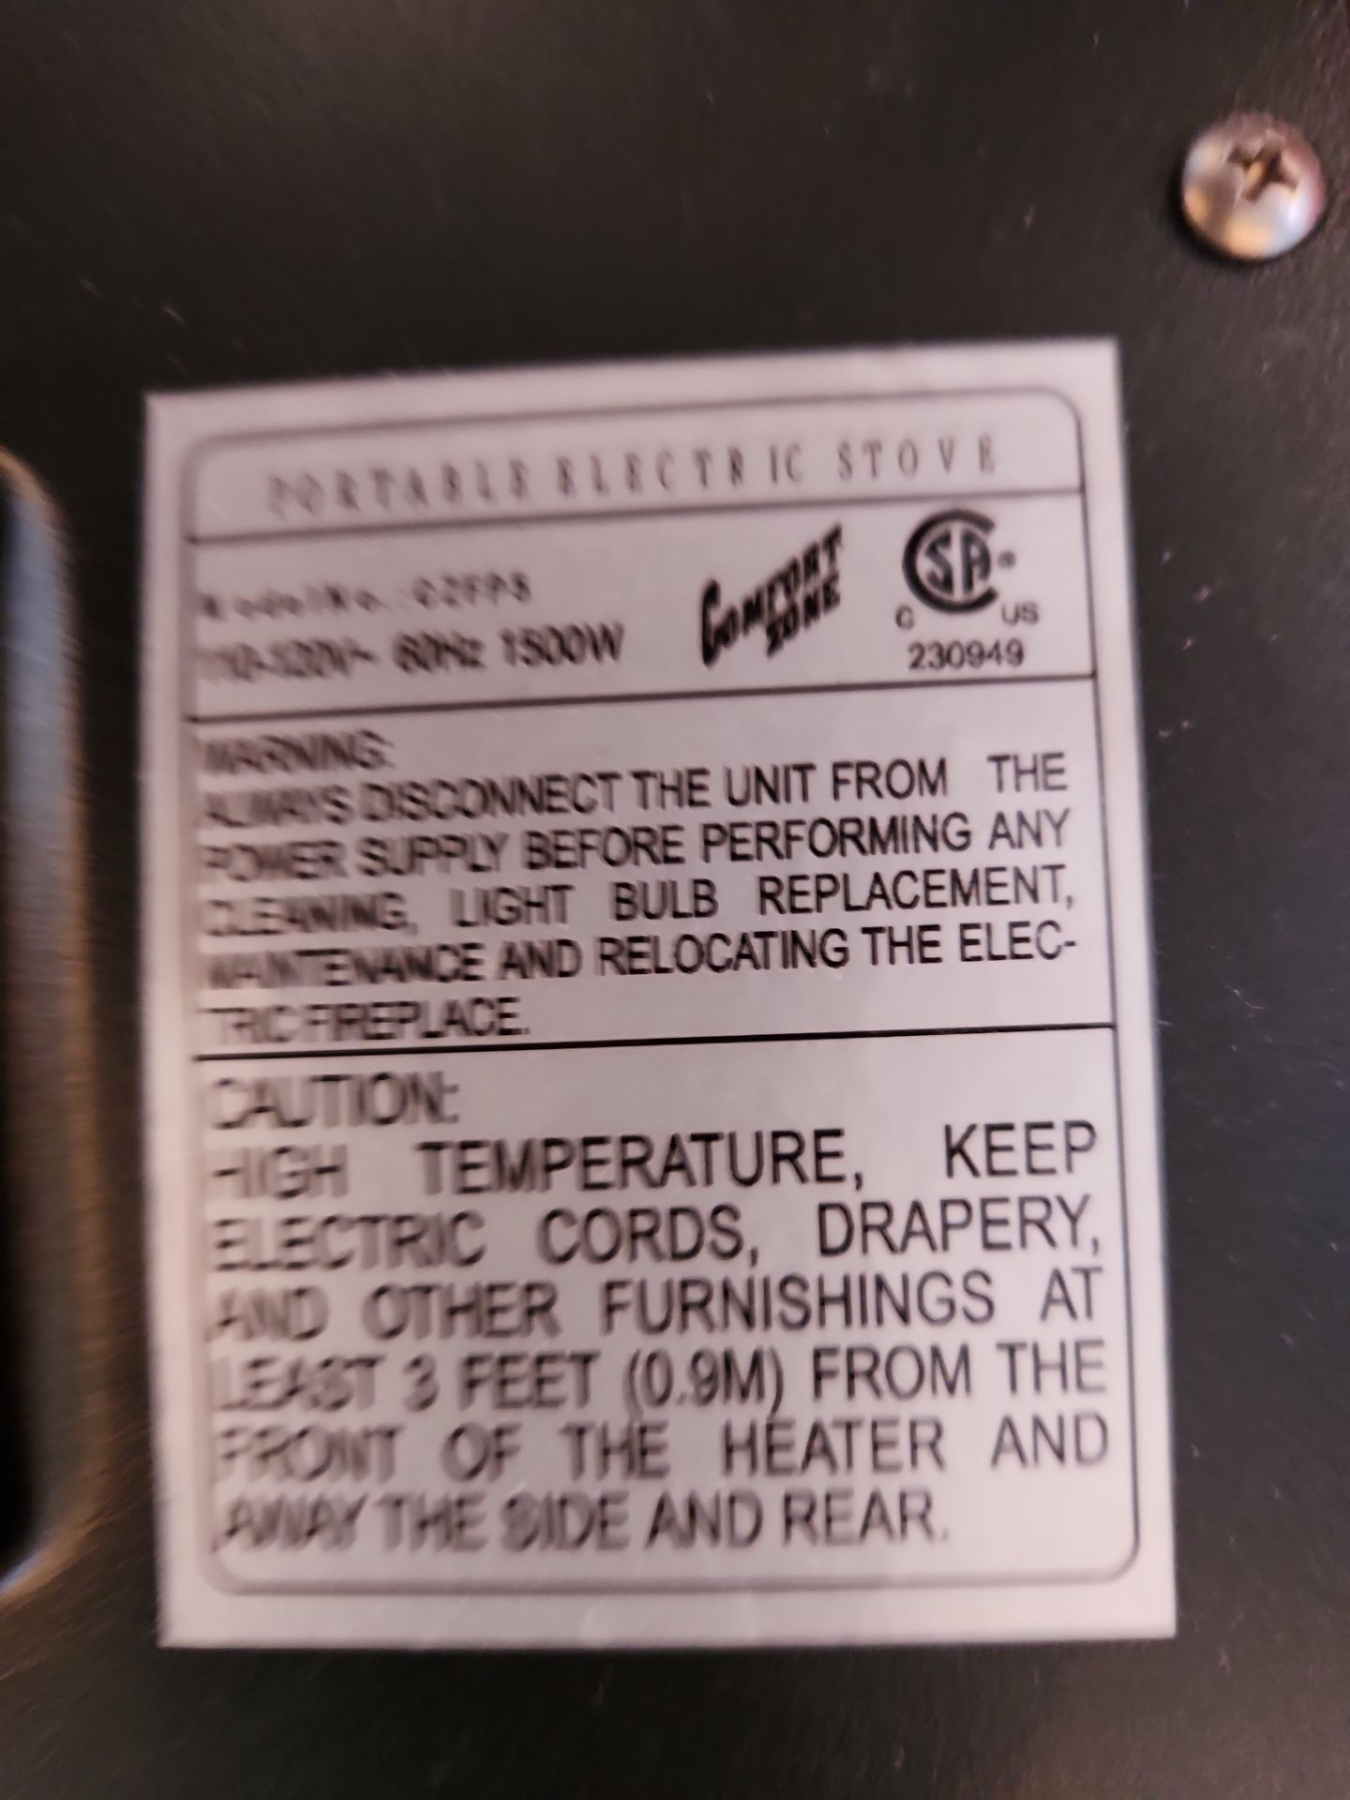 PORTABLE ELECTRIC STOVE
Model No.:
110-120V~ 60Hz 1500W
COMFORT
ZONE
CSA ®
C US
230949
WARNING:
ALWAYS DISCONNECT THE UNIT FROM THE
POWER SUPPLY BEFORE PERFORMING ANY
CLEANING, LIGHT BULB REPLACEMENT,
MAINTENANCE AND RELOCATING THE ELEC-
TRIC FIREPLACE.
CAUTION:
HIGH TEMPERATURE, KEEP
ELECTRIC CORDS, DRAPERY,
AND OTHER FURNISHINGS AT
LEAST 3 FEET (0.9M) FROM THE
FRONT OF THE HEATER AND
AWAY THE SIDE AND REAR.